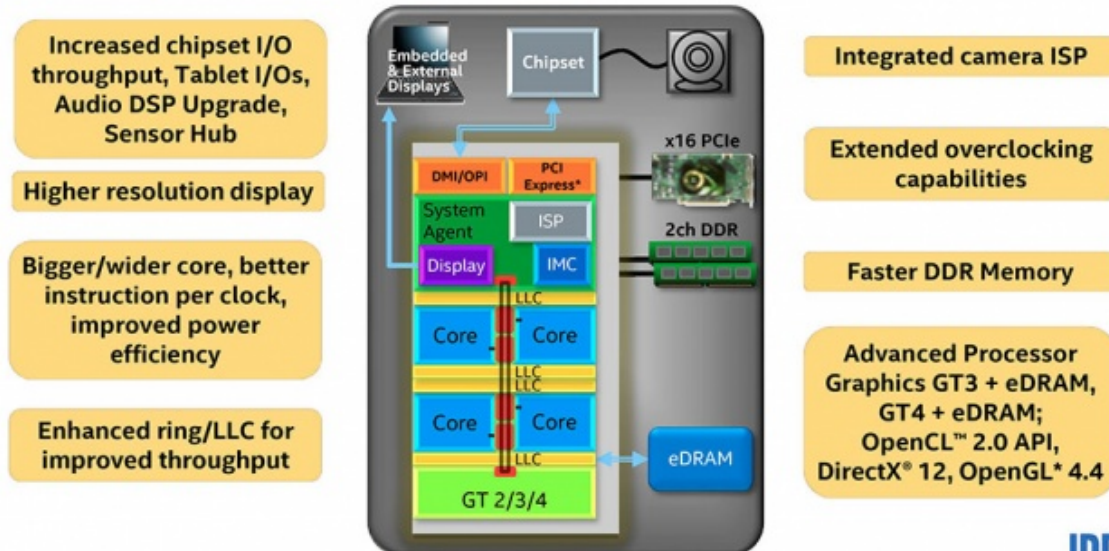 Increased chipset I/O
throughput, Tablet I/Os,
Audio DSP Upgrade,
Sensor Hub
Higher resolution display
Bigger/wider core, better
instruction per clock,
improved power
efficiency
Enhanced ring/LLC for
improved throughput
Embedded
& External
Displays
Chipset
x16 PCIe
DMI/OPI
PCI
Express*
System
Agent
ISP
2ch DDR
Display
IMC
LLC
Core
Core
LLC
LLC
Core
Core
LLC
eDRAM
GT 2/3/4
Integrated camera ISP
Extended overclocking
capabilities
Faster DDR Memory
Advanced Processor
Graphics GT3 + eDRAM,
GT4 + eDRAM;
OpenCL™ 2.0 API,
DirectX® 12, OpenGL* 4.4